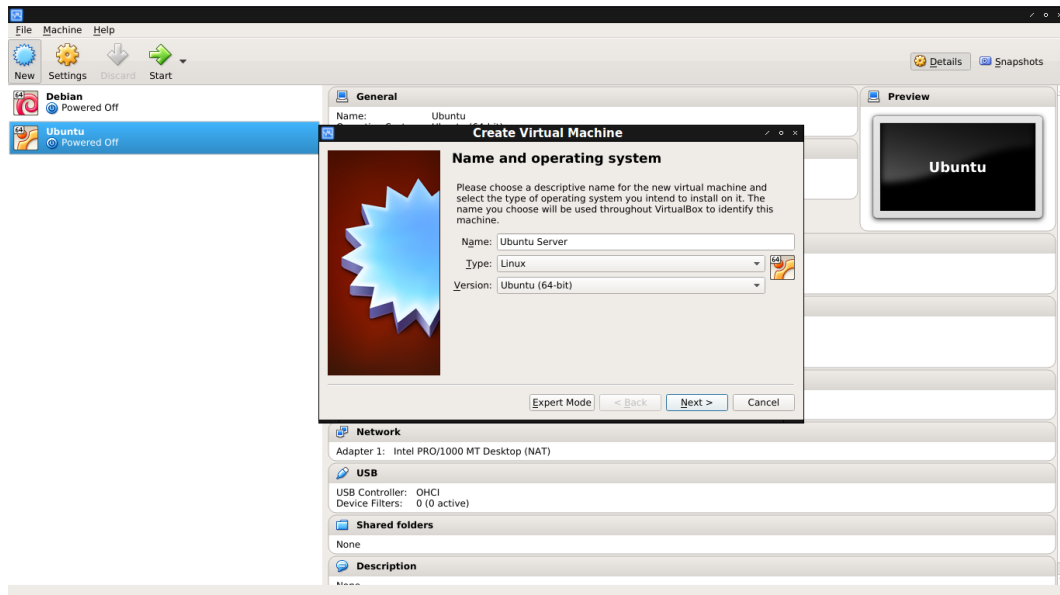 File Machine Help
New Settings Discard Start
Details Snapshots
64 Debian
Powered Off
64 Ubuntu
Powered Off
General
Name: Ubuntu
Preview
Ubuntu
Create Virtual Machine
Name and operating system
Please choose a descriptive name for the new virtual machine and
select the type of operating system you intend to install on it. The
name you choose will be used throughout VirtualBox to identify this
machine.
Name: Ubuntu Server
Type: Linux
64
Version: Ubuntu (64-bit)
Expert Mode < Back Next > Cancel
Network
Adapter 1: Intel PRO/1000 MT Desktop (NAT)
USB
USB Controller: OHCI
Device Filters: 0 (0 active)
Shared folders
None
Description
None